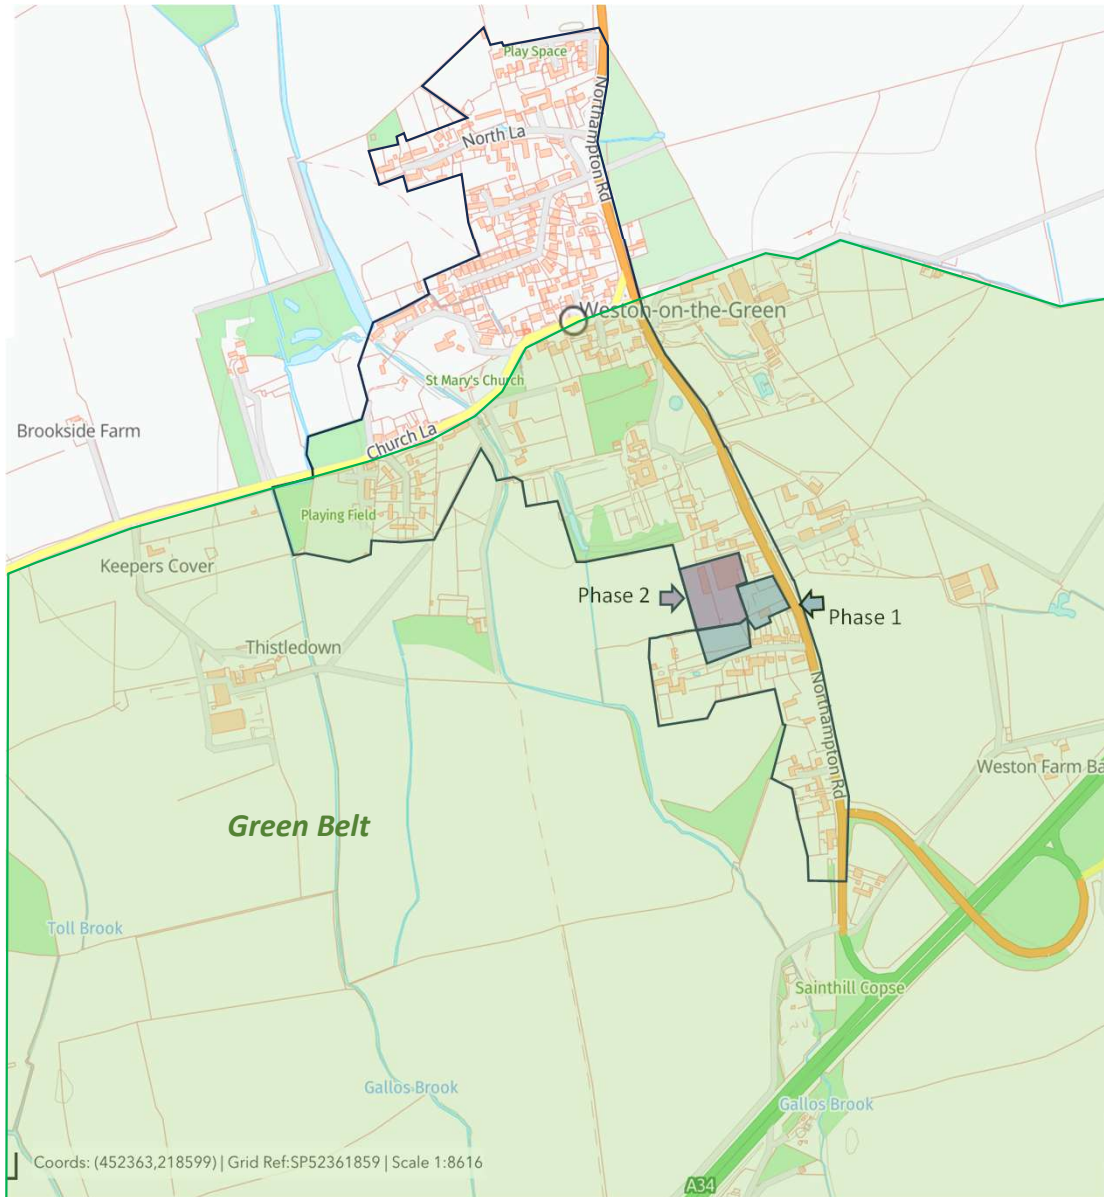 Play Space
North La
Northampton Rd
Weston-on-the-Green
St Mary's Church
Church La
Brookside Farm
Playing Field
Keepers Cover
Phase 2
Phase 1
Thistledown
Northampton Rd
Weston Farm Ba
Green Belt
Toll Brook
Sainthill Copse
Gallos Brook
Gallos Brook
Coords: (452363,218599) | Grid Ref:SP52361859 | Scale 1:8616
A34